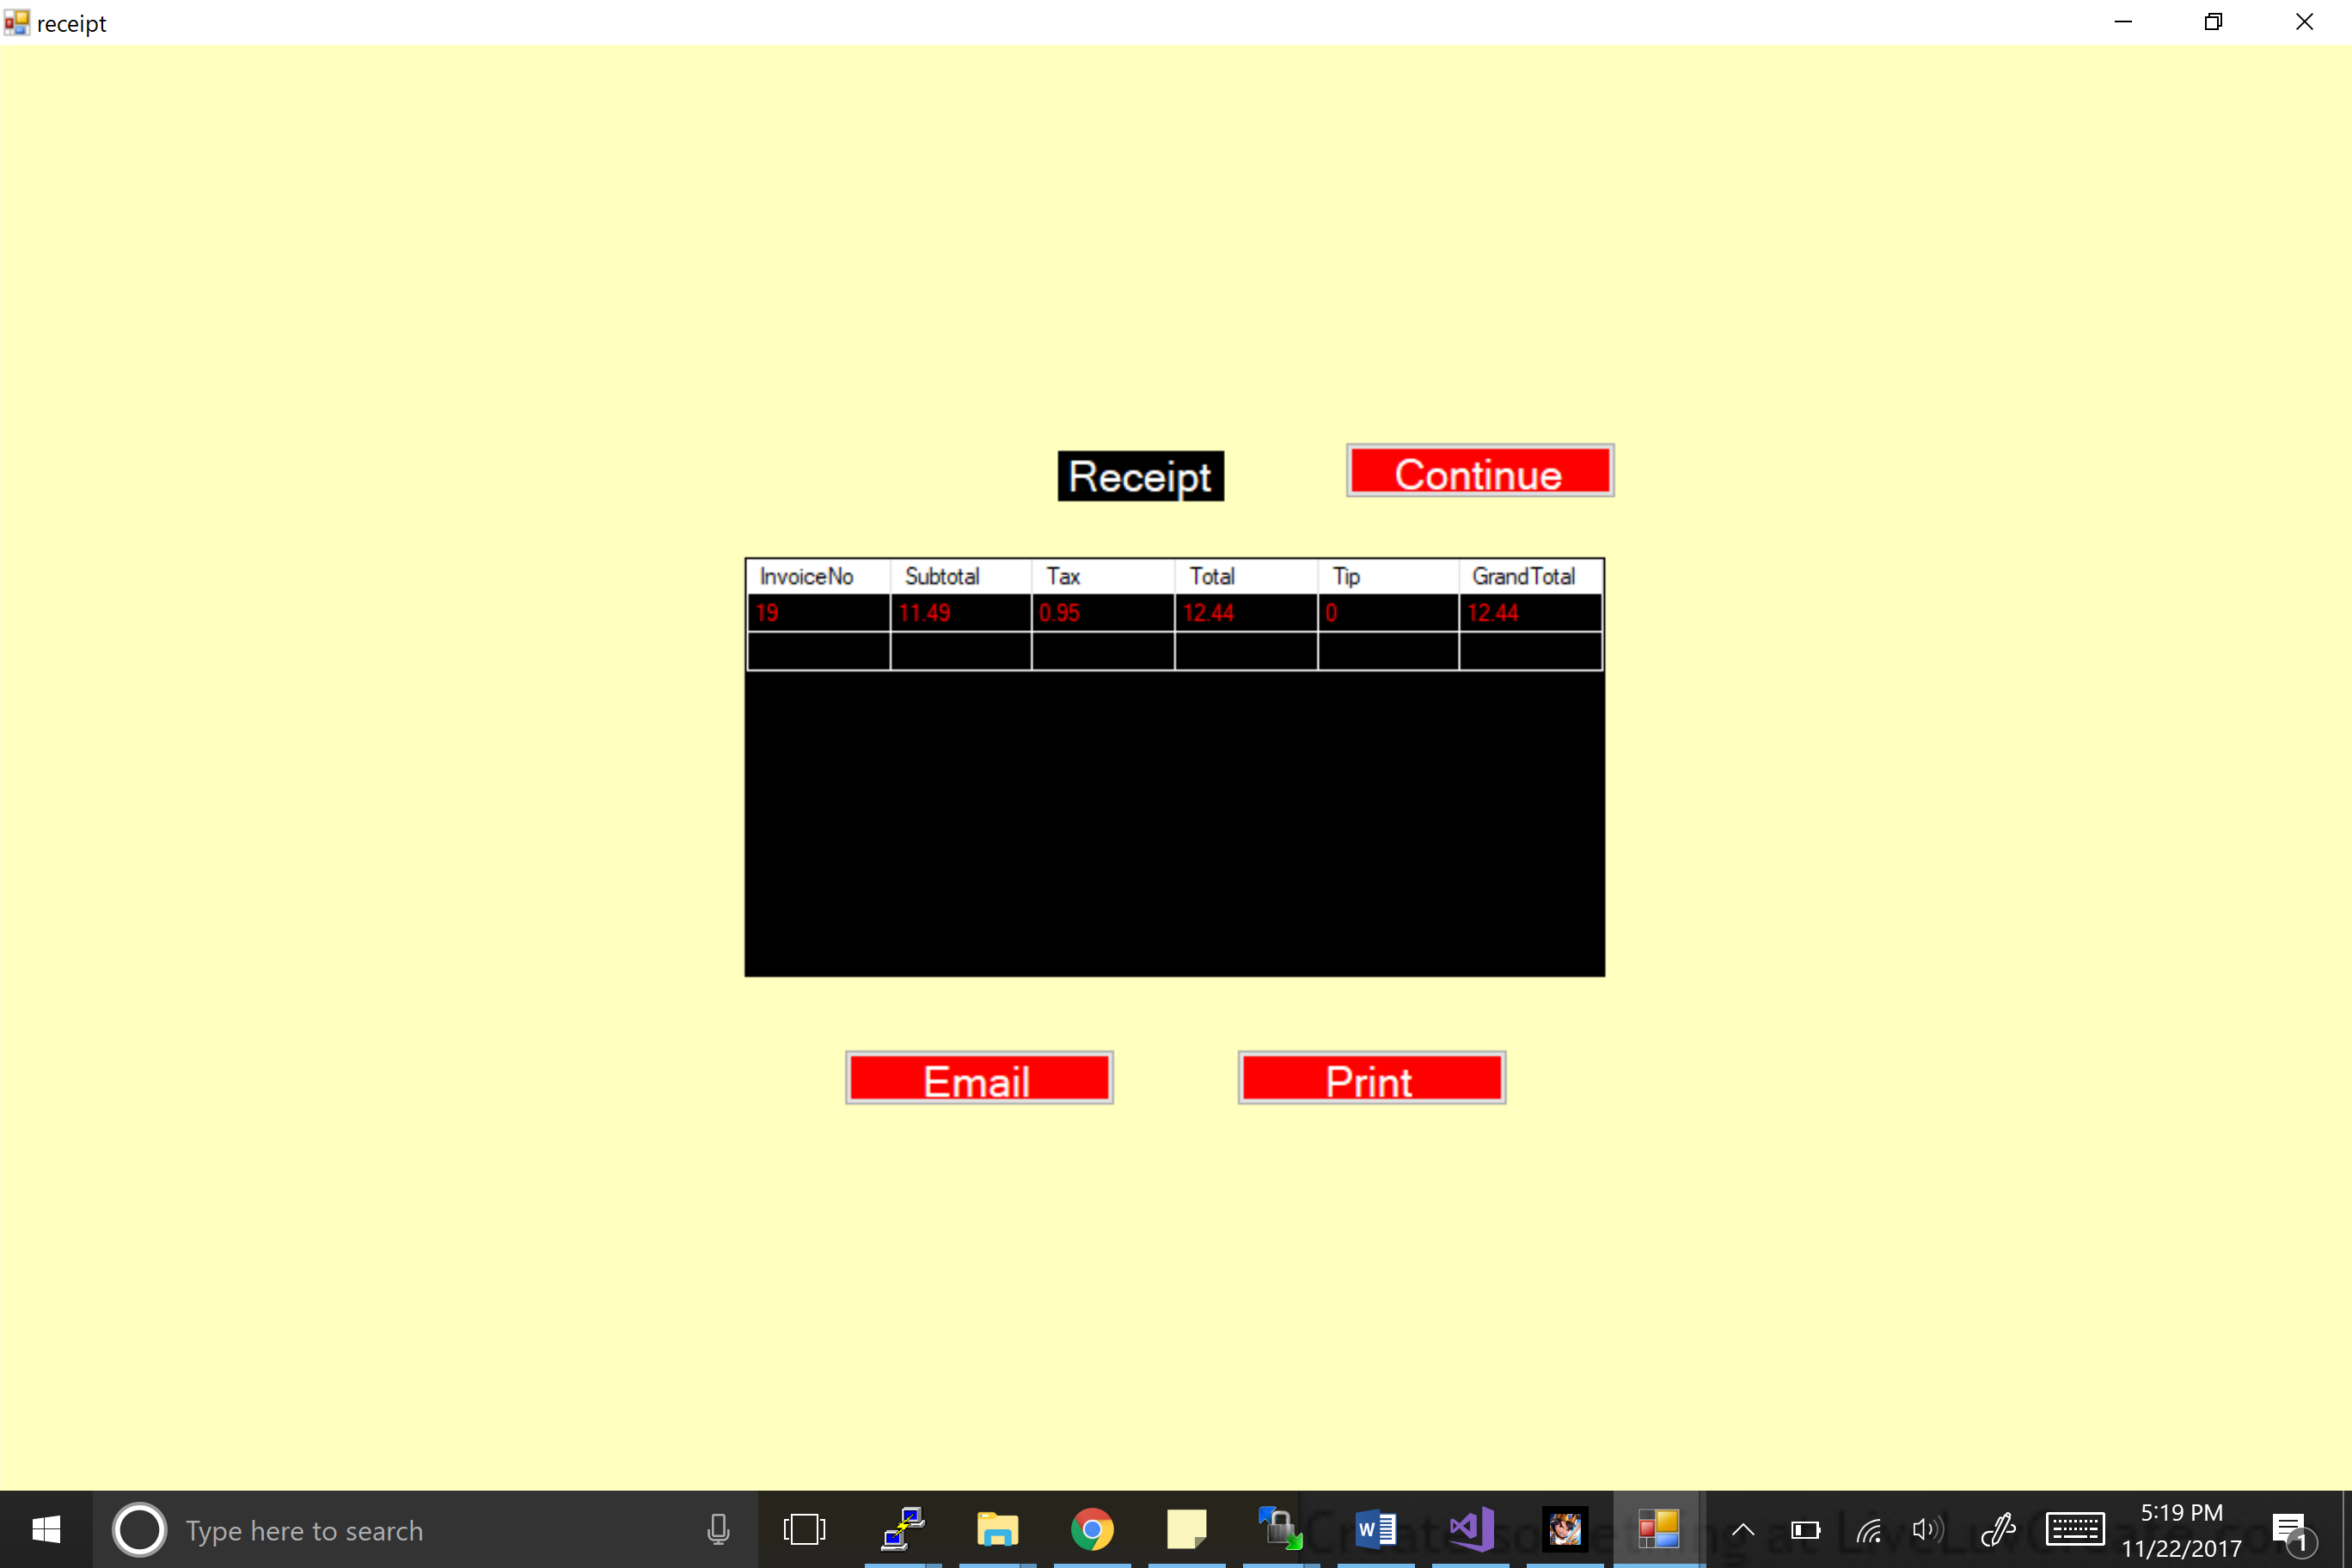 receipt
Receipt
Continue
InvoiceNo Subtotal Tax Total Tip GrandTotal
19 11.49 0.95 12.44 0 12.44
Email Print
Type here to search
W
5:19 PM
11/22/2017
1